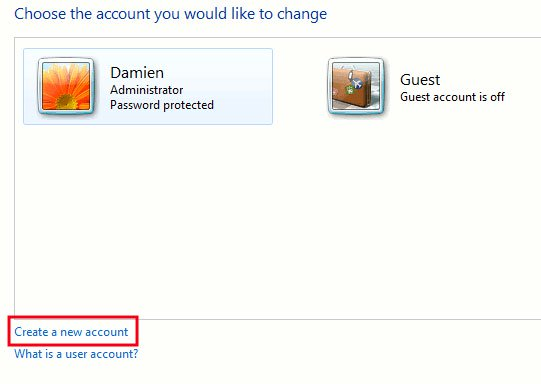 Choose the account you would like to change
Damien
Administrator
Password protected
Guest
Guest account is off
Create a new account
What is a user account?